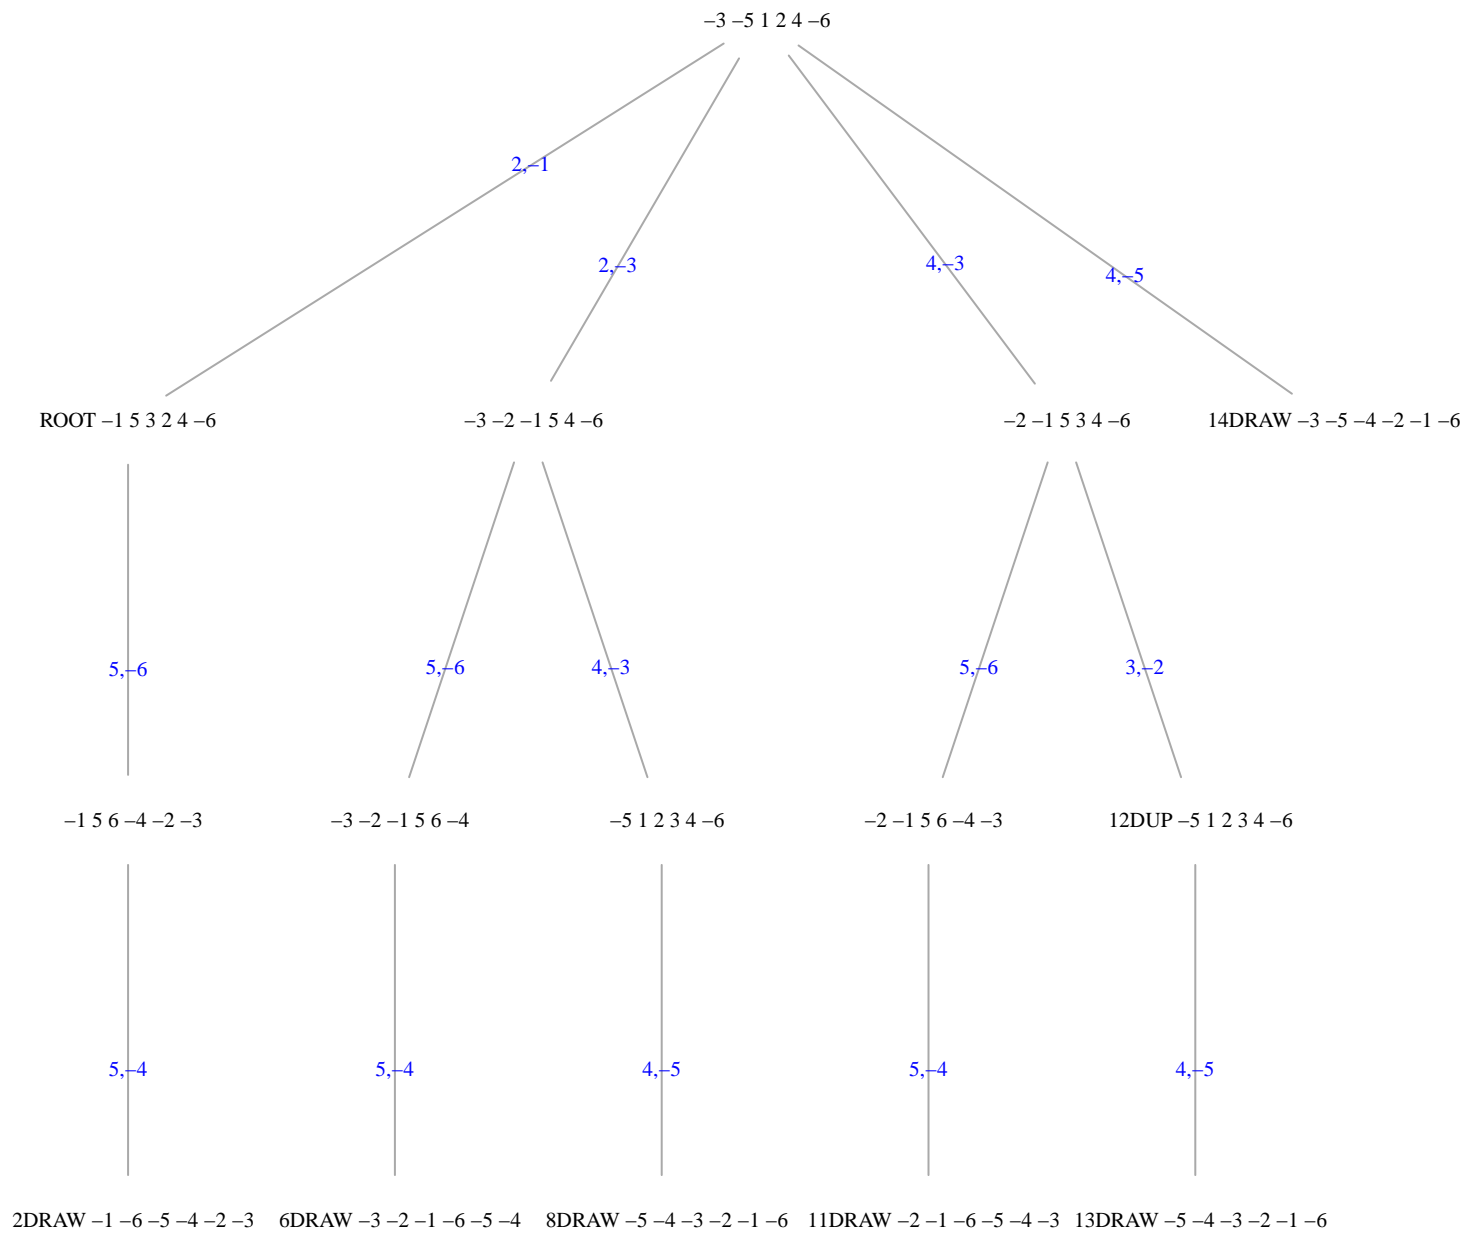 –3 –5 1 2 4 –6
2,–1
2,–3
4,–3
4,–5
ROOT –1 5 3 2 4 –6
–3 –2 –1 5 4 –6
–2 –1 5 3 4 –6
14DRAW –3 –5 –4 –2 –1 –6
5,–6
5,–6
4,–3
5,–6
3,–2
–1 5 6 –4 –2 –3
–3 –2 –1 5 6 –4
–5 1 2 3 4 –6
–2 –1 5 6 –4 –3
12DUP –5 1 2 3 4 –6
5,–4
5,–4
4,–5
5,–4
4,–5
2DRAW –1 –6 –5 –4 –2 –3
6DRAW –3 –2 –1 –6 –5 –4
8DRAW –5 –4 –3 –2 –1 –6
11DRAW –2 –1 –6 –5 –4 –3
13DRAW –5 –4 –3 –2 –1 –6